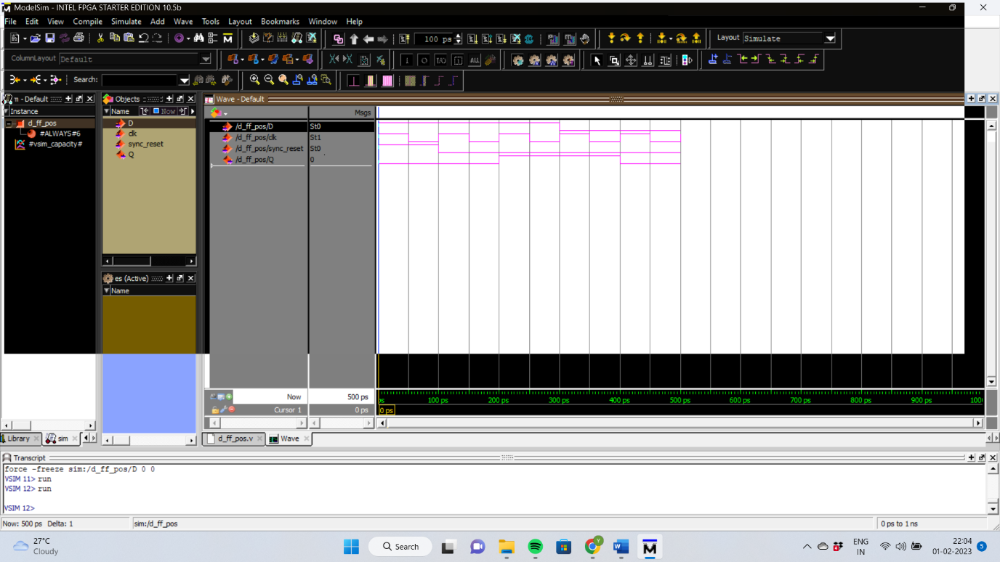 ModelSim - INTEL FPGA STARTER EDITION 10.5b
File Edit View Compile Simulate Add Wave Tools Layout Bookmarks Window Help
100 ps
Layout Simulate
ColumnLayout Default
ALL
Search:
Objects
Wave - Default
Instance
Name
Now
Msgs
d_ff_pos
#ALWAYS#6
#vsim_capacity#
D
clk
sync_reset
Q
/d_ff_pos/D St0
/d_ff_pos/clk St1
/d_ff_pos/sync_reset St0
/d_ff_pos/Q 0
es (Active)
Name
Now 500 ps
Cursor 1 0 ps
100 ps 200 ps 300 ps 400 ps 500 ps 600 ps 700 ps 800 ps 900 ps
0 ps
Library sim
d_ff_pos.v Wave
Transcript
force -freeze sim:/d_ff_pos/D 0 0
VSIM 11> run
VSIM 12> run
VSIM 12>
Now: 500 ps Delta: 1 sim:/d_ff_pos 0 ps to 1 ns
27°C
Cloudy
Search
ENG
IN
22:04
01-02-2023
5